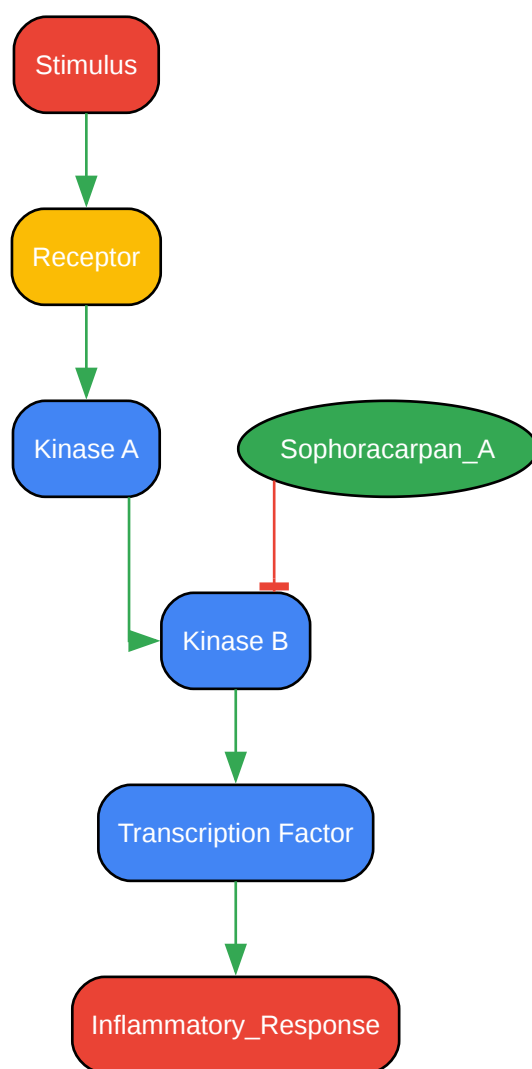 Stimulus
Receptor
Kinase A
Sophoracarpan_A
Kinase B
Transcription Factor
Inflammatory_Response